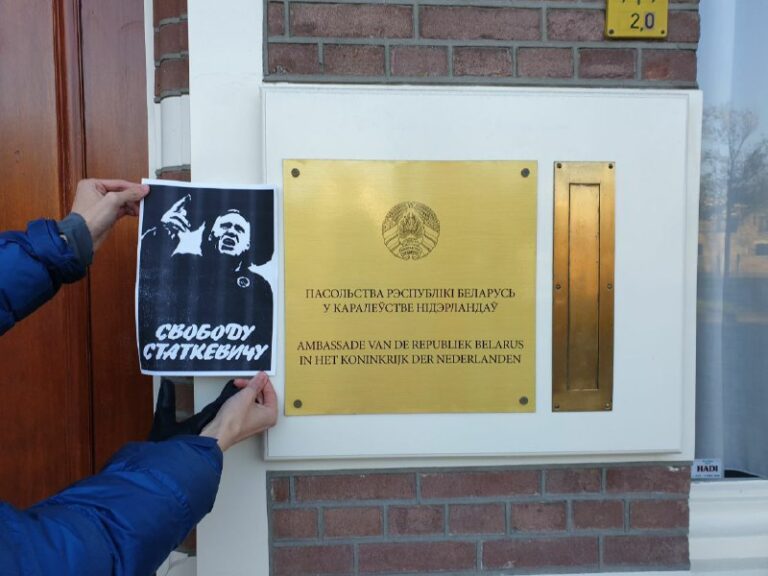 2,0
СВОБОДУ
СТАТКЕВИЧУ
ПАСОЛЬСТВА РЭСПУБЛІКІ БЕЛАРУСЬ
У КАРАЛЕЎСТВЕ НІДЭРЛАНДАЎ
AMBASSADE VAN DE REPUBLIEK BELARUS
IN HET KONINKRIJK DER NEDERLANDEN
HADI